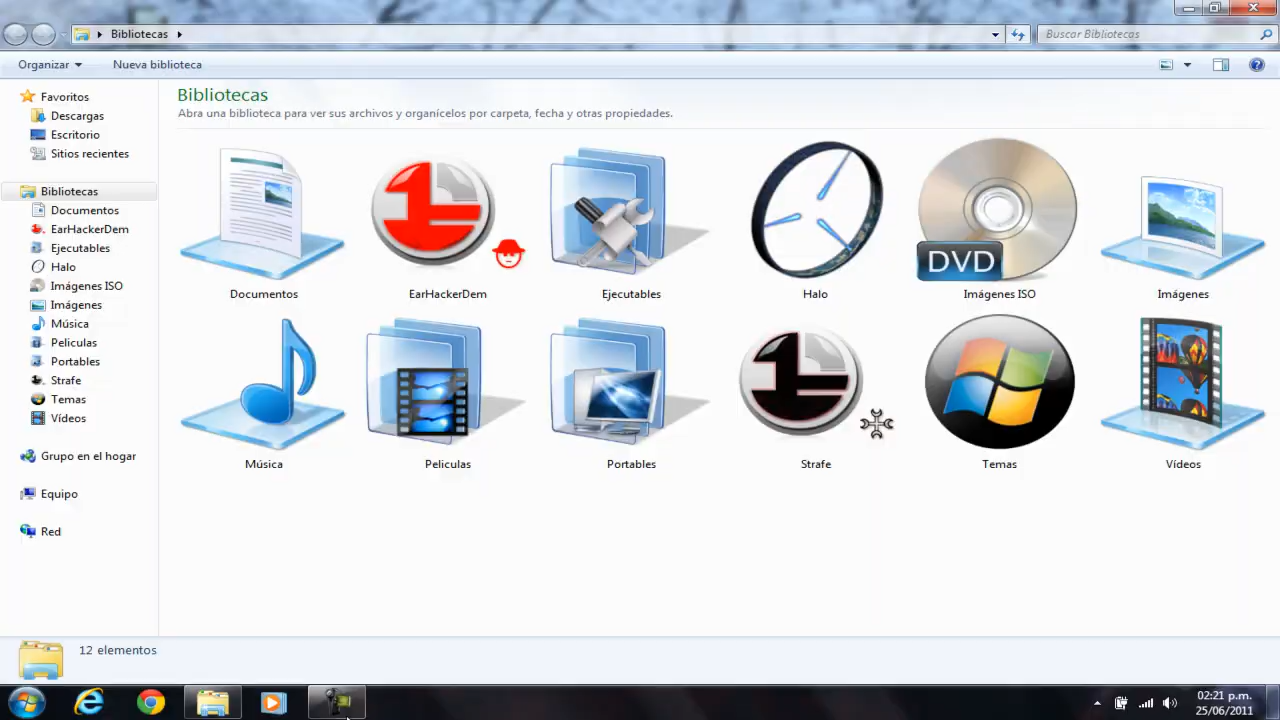 Bibliotecas
Buscar Bibliotecas
Organizar
Nueva biblioteca
Favoritos
Descargas
Escritorio
Sitios recientes
Bibliotecas
Documentos
EarHackerDem
Ejecutables
Halo
Imágenes ISO
Imágenes
Música
Peliculas
Portables
Strafe
Temas
Vídeos
Grupo en el hogar
Equipo
Red
Bibliotecas
Abra una biblioteca para ver sus archivos y organícelos por carpeta, fecha y otras propiedades.
DVD
Documentos
EarHackerDem
Ejecutables
Halo
Imágenes ISO
Imágenes
Música
Peliculas
Portables
Strafe
Temas
Vídeos
12 elementos
02:21 p.m.
25/06/2011